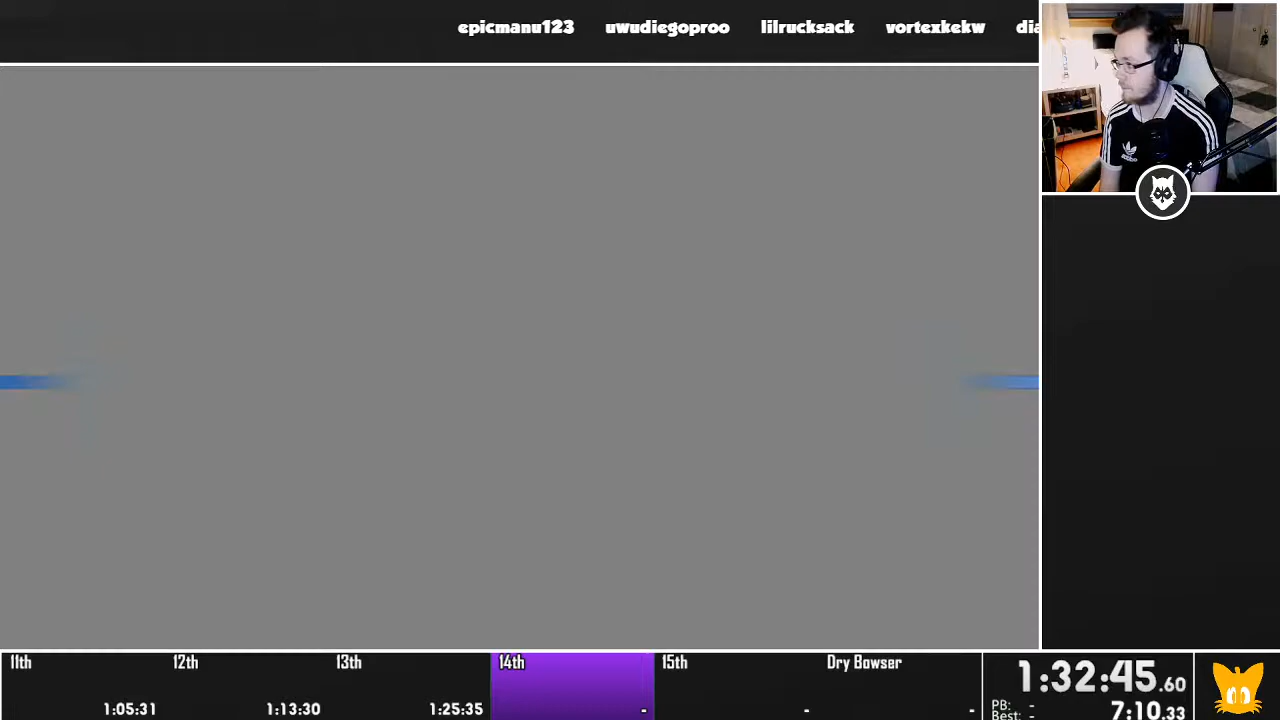 epicmanu123 uwudiegoproo lilrucksack vortexkekw dia
11th 12th 13th 14th 15th Dry Bowser
1:05:31 1:13:30 1:25:35 - - -
1:32:45.60
PB: -
Best: - 7:10.33